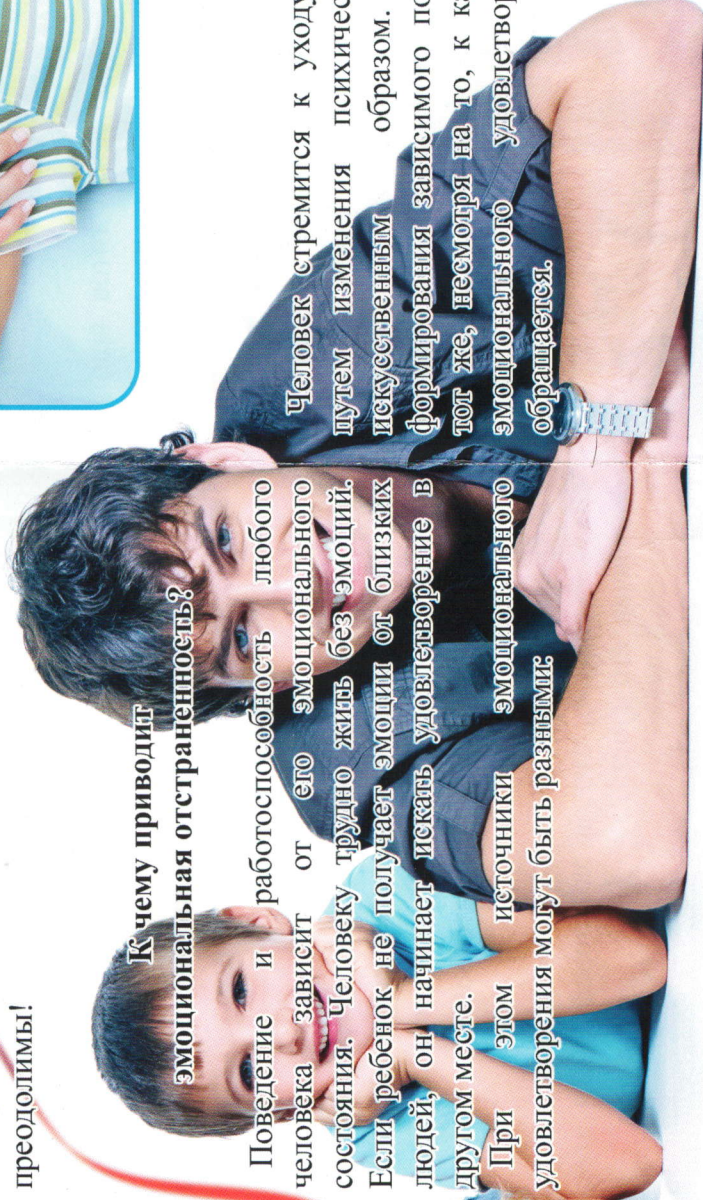 преодолимы!
К чему приводит
эмоциональная отстраненность?
Поведение и работоспособность любого
человека зависит от его эмоционального
состояния. Человеку трудно жить без эмоций.
Если ребенок не получает эмоции от близких
людей, он начинает искать удовлетворение в
другом месте.
При этом источники эмоционального
удовлетворения могут быть разными:
Человек стремится к уходу
путем изменения психичес
искусственным образом.
формирования зависимого по
тот же, несмотря на то, к к
эмоционального удовлетвор
обращается.